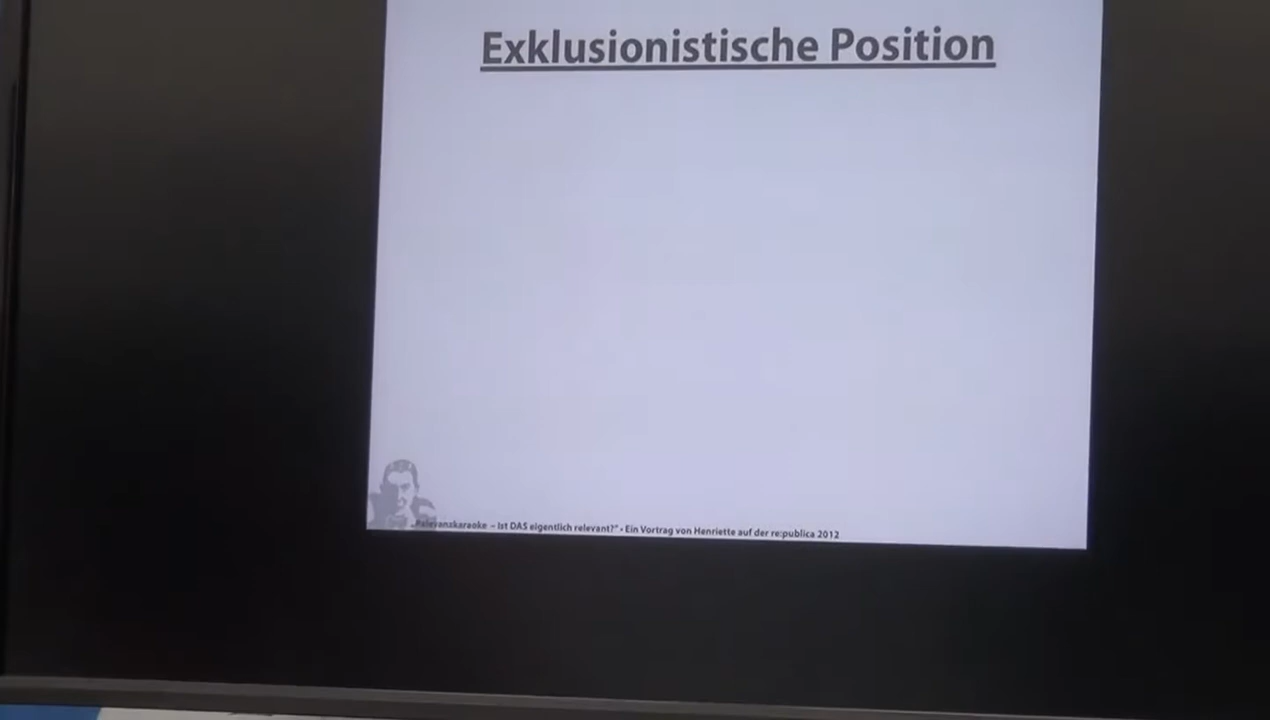 Exklusionistische Position
„Relevanzkaraoke – Ist DAS eigentlich relevant?" • Ein Vortrag von Henriette auf der re:publica 2012